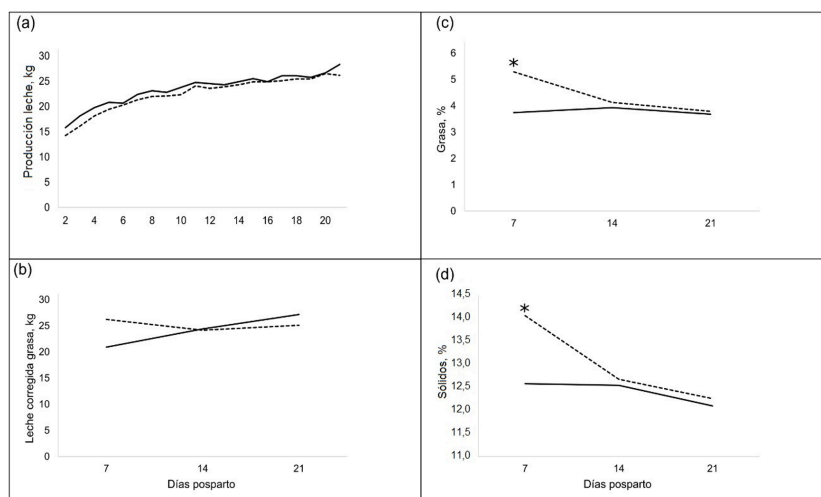 (a)
Producción leche, kg
30
25
20
15
10
5
0
2 4 6 8 10 12 14 16 18 20
(b)
Leche corregida grasa, kg
30
25
20
15
10
5
0
7 14 21
Días posparto
(c)
Grasa, %
6
5
4
3
2
1
0
*
7 14 21
(d)
Sólidos, %
14,5
14,0
13,5
13,0
12,5
12,0
11,5
11,0
*
7 14 21
Días posparto